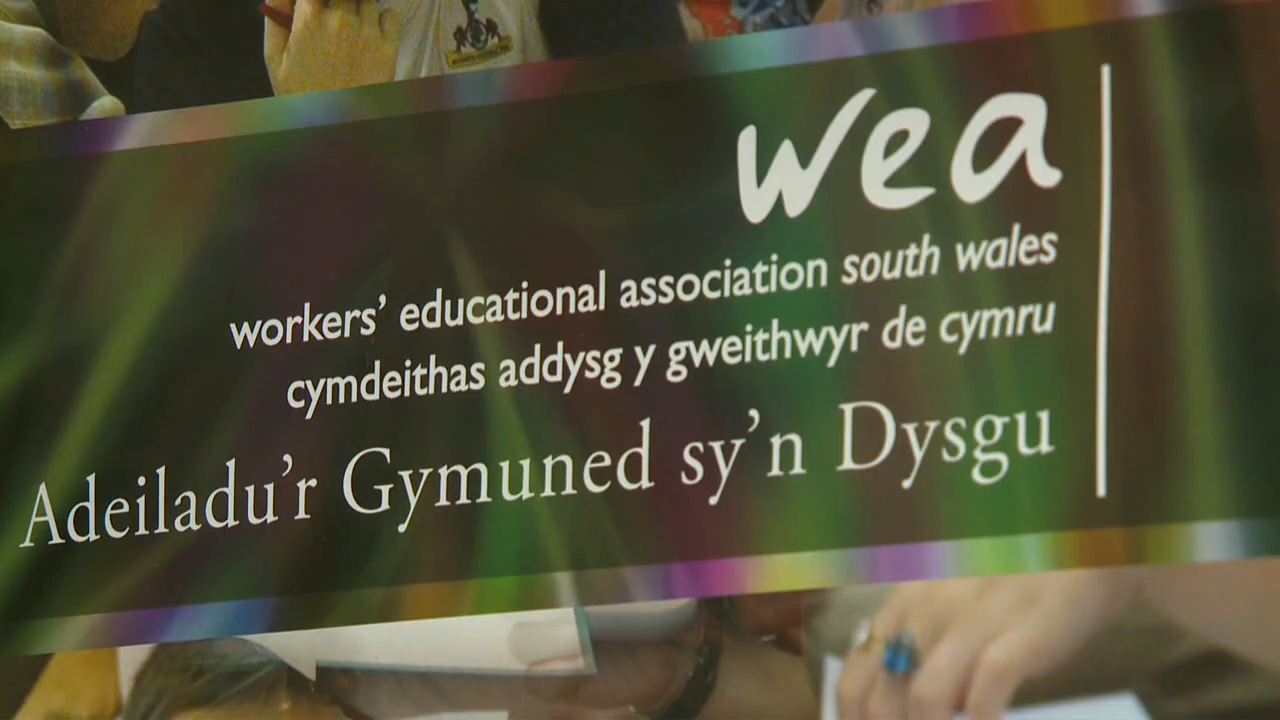 wea
workers' educational association south wales
cymdeithas addysg y gweithwyr de cymru
Adeiladu'r Gymuned sy'n Dysgu